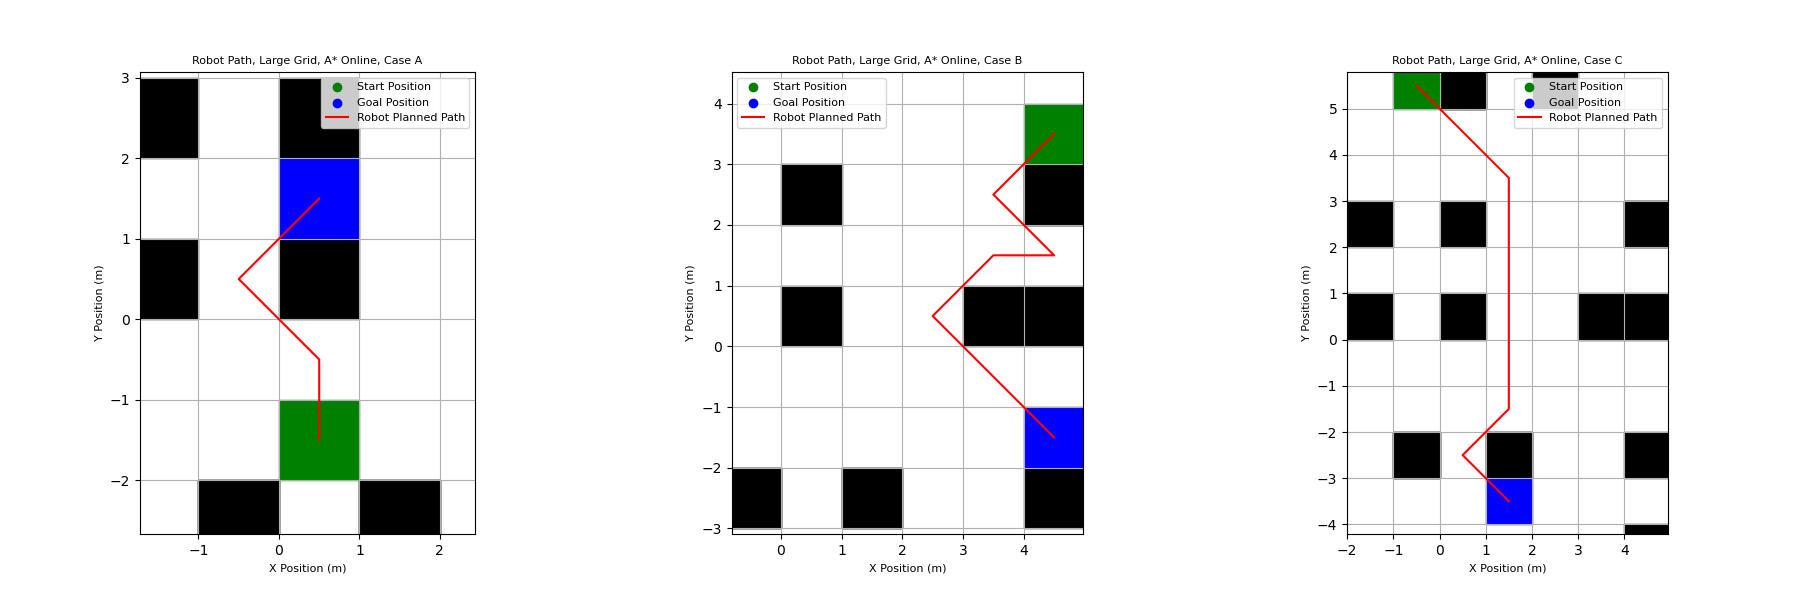 Robot Path, Large Grid, A* Online, Case A
Start Position
Goal Position
Robot Planned Path
3
2
1
0
−1
−2
Y Position (m)
−1 0 1 2
X Position (m)
Robot Path, Large Grid, A* Online, Case B
Start Position
Goal Position
Robot Planned Path
4
3
2
1
0
−1
−2
−3
Y Position (m)
0 1 2 3 4
X Position (m)
Robot Path, Large Grid, A* Online, Case C
Start Position
Goal Position
Robot Planned Path
5
4
3
2
1
0
−1
−2
−3
−4
Y Position (m)
−2 −1 0 1 2 3 4
X Position (m)